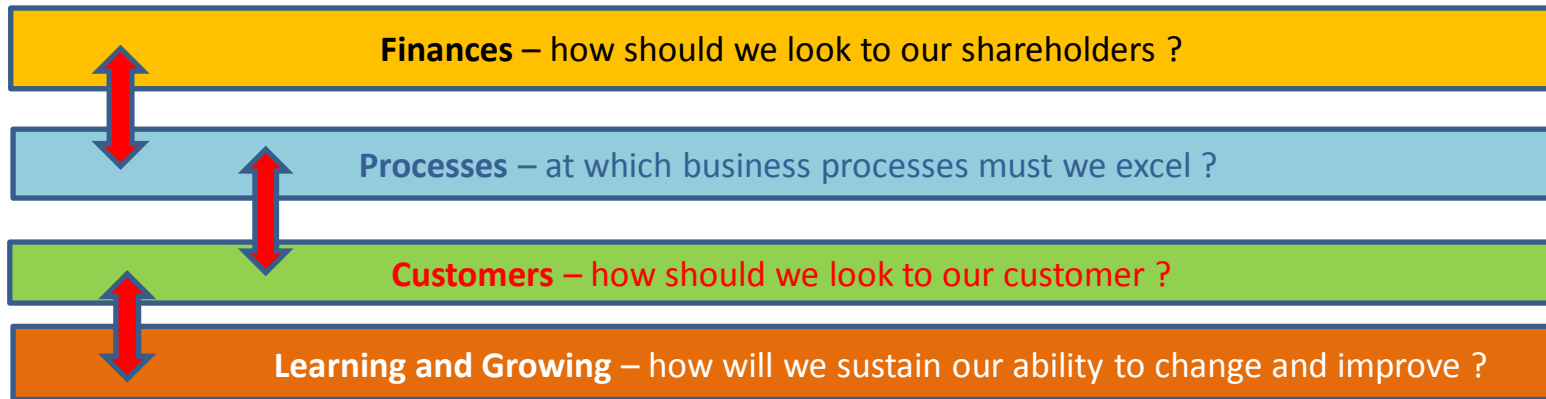 Finances – how should we look to our shareholders ?
Processes – at which business processes must we excel ?
Customers – how should we look to our customer ?
Learning and Growing – how will we sustain our ability to change and improve ?